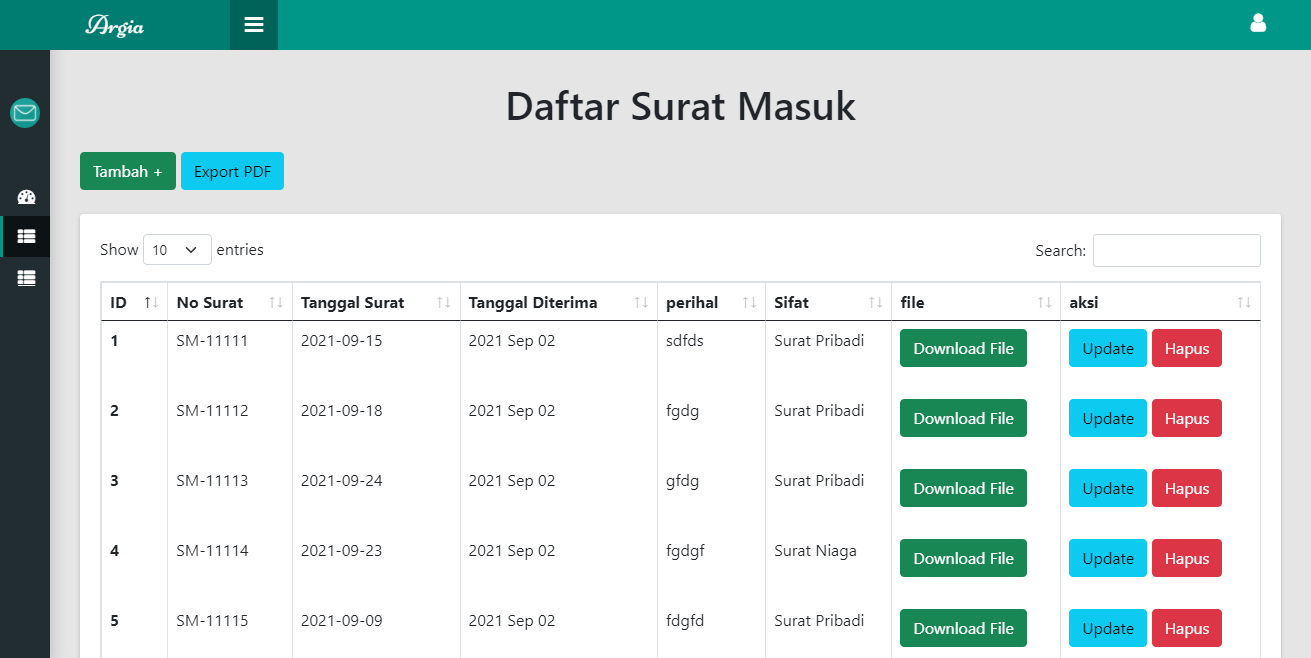 Argia
Daftar Surat Masuk
Tambah + Export PDF
Show 10 entries Search:
ID No Surat Tanggal Surat Tanggal Diterima perihal Sifat file aksi
1 SM-11111 2021-09-15 2021 Sep 02 sdfds Surat Pribadi Download File Update Hapus
2 SM-11112 2021-09-18 2021 Sep 02 fgdg Surat Pribadi Download File Update Hapus
3 SM-11113 2021-09-24 2021 Sep 02 gfdg Surat Pribadi Download File Update Hapus
4 SM-11114 2021-09-23 2021 Sep 02 fgdgf Surat Niaga Download File Update Hapus
5 SM-11115 2021-09-09 2021 Sep 02 fdgfd Surat Pribadi Download File Update Hapus